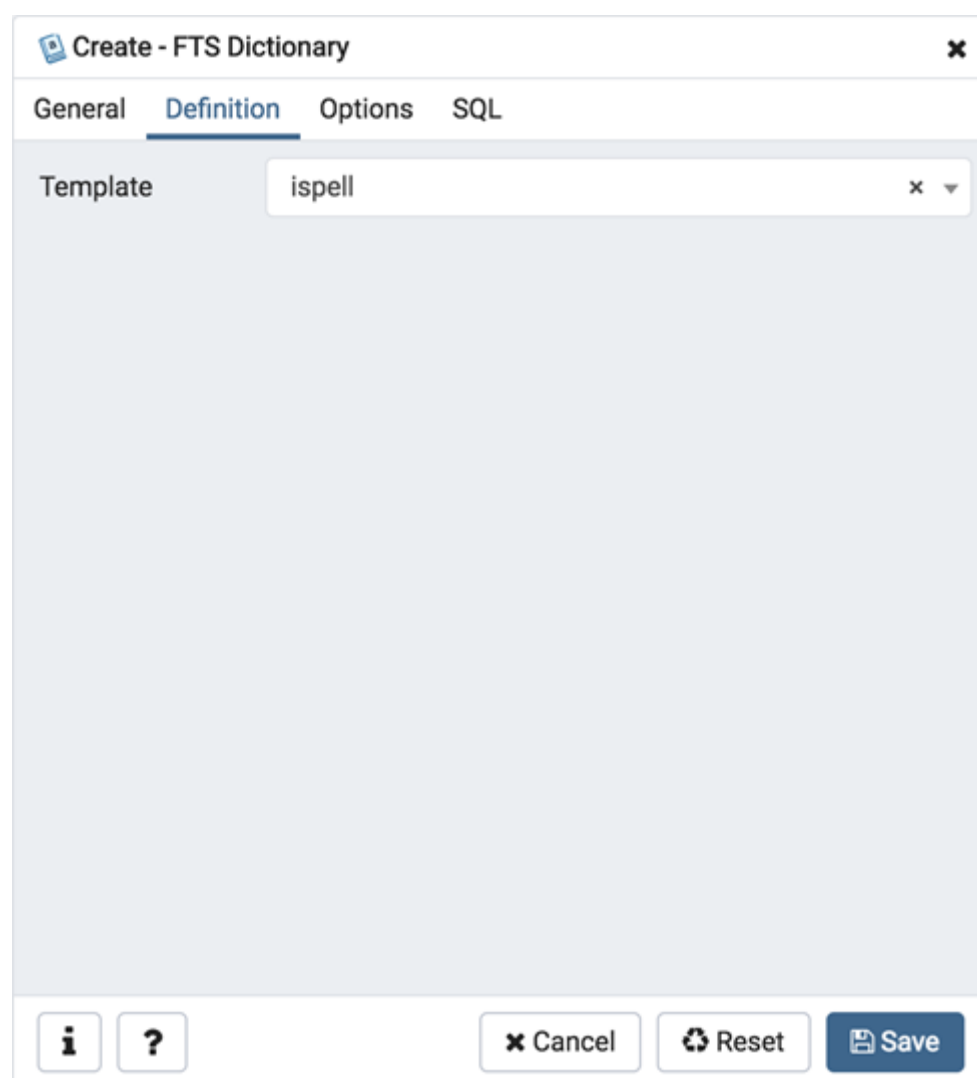 Create - FTS Dictionary
General Definition Options SQL
Template ispell
i ? Cancel Reset Save